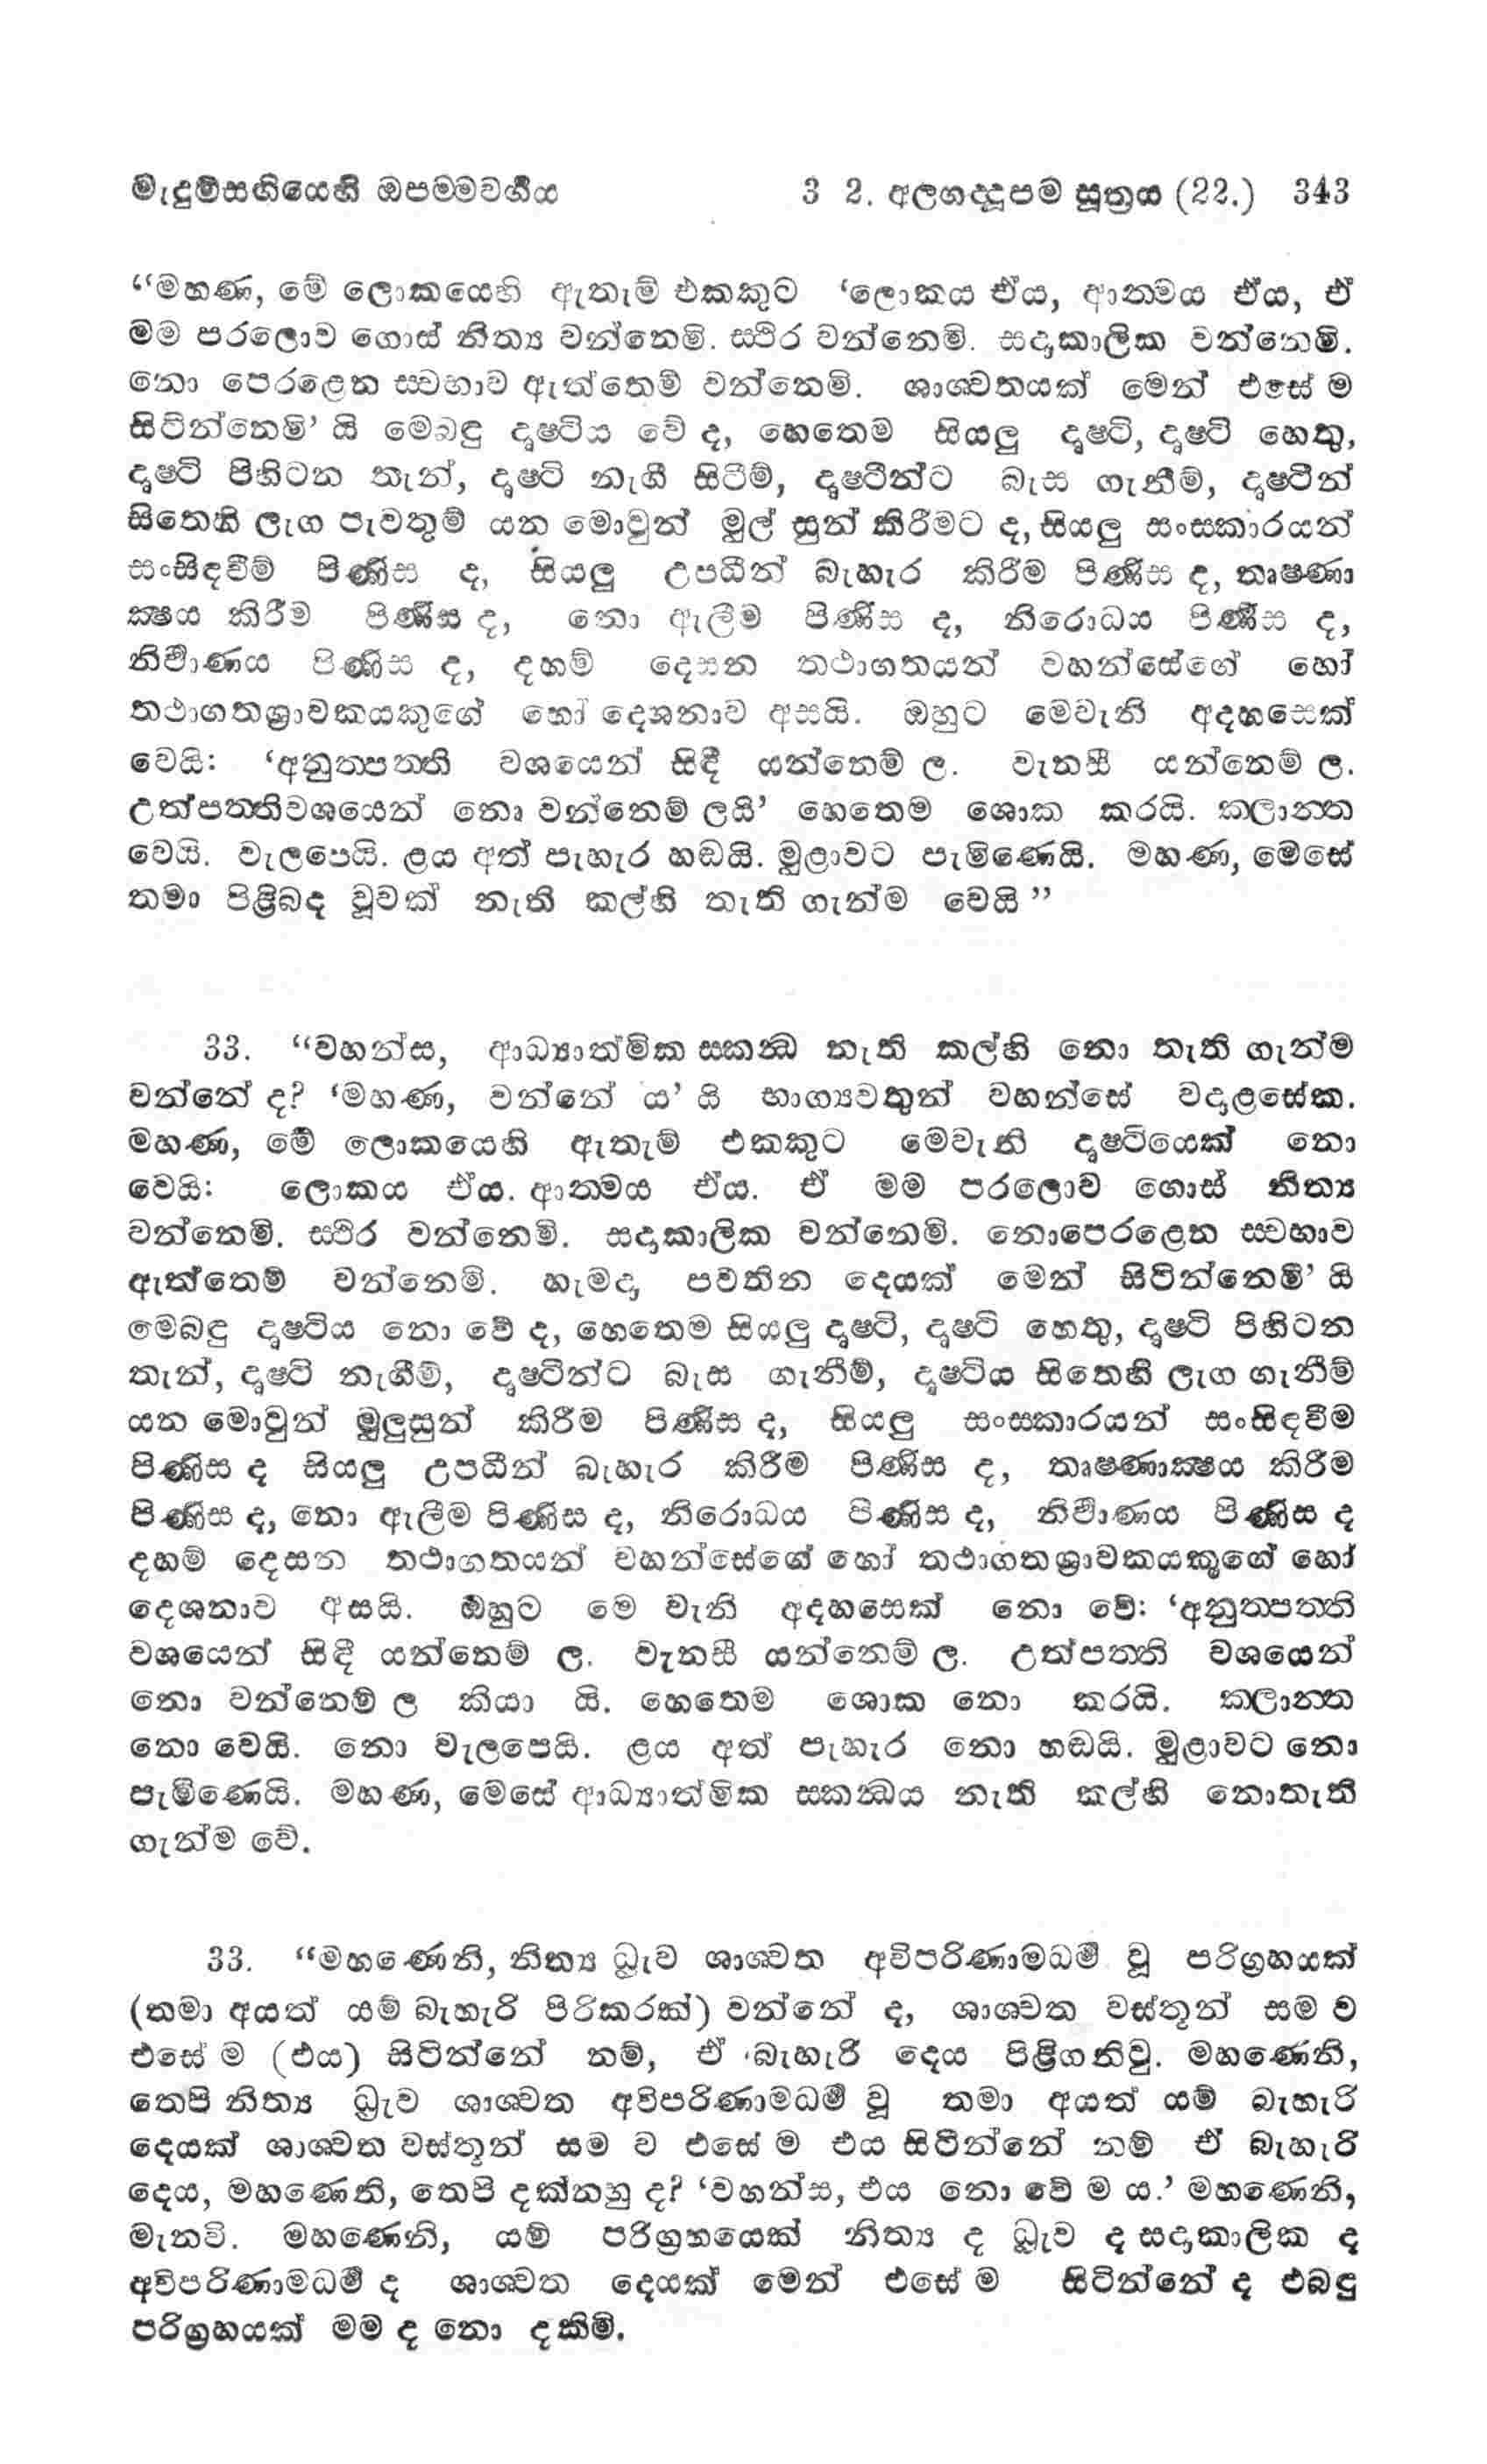 මැදුම්සඟියෙහි ඔපම්මවර්‍ගය 3 2. අලගද්දූපම සූත්‍රය (22.) 343
“මහණ, මේ ලොකයෙහි ඇතැම් එකකුට ‘ලොකය ඒය, ආත්‍මය ඒය, ඒ
මම පරලොව ගොස් නිත්‍ය වන්නෙමි. ස්ථිර වන්නෙමි. සදාකාලික වන්නෙමි.
නො පෙරළෙන ස්වභාව ඇත්තෙම් වන්නෙමි. ශාශ්වතයක් මෙන් එසේ ම
සිටින්නෙමි’ යි මෙබඳු දෘෂ්ටිය වේ ද, හෙතෙම සියලු දෘෂ්ටි, දෘෂ්ටි හෙතු,
දෘෂ්ටි පිහිටන තැන්, දෘෂ්ටි නැගී සිටීම්, දෘෂ්ටීන්ට බැස ගැනීම්, දෘෂ්ටීන්
සිතෙහි ලැග පැවතුම් යන මොවුන් මුල් සුන් කිරීමට ද, සියලු සංස්කාරයන්
සංසිඳවීම් පිණිස ද, සියලු උපධීන් බැහැර කිරීම පිණිස ද, තෘෂ්ණා
ක්‍ෂය කිරීම පිණිස ද, නො ඇලීම පිණිස ද, නිරොධය පිණිස ද,
නිර්‍වාණය පිණිස ද, දහම් දෙසන තථාගතයන් වහන්සේගේ හෝ
තථාගතශ්‍රාවකයකුගේ හෝ දෙශනාව අසයි. ඔහුට මෙවැනි අදහසෙක්
වෙයි: ‘අනුත්පත්ති වශයෙන් සිඳී යන්නෙම් ල. වැනසී යන්නෙම් ල.
උත්පත්තිවශයෙන් නො වන්නෙම් ලයි’ හෙතෙම ශොක කරයි. ක්ලාන්ත
වෙයි. වැලපෙයි. ළය අත් පැහැර හඬයි. මුළාවට පැමිණෙයි. මහණ, මෙසේ
තමා පිළිබඳ වූවක් නැති කල්හි තැති ගැන්ම වෙයි”
33. “වහන්ස, ආධ්‍යාත්මික ස්කන්ධ නැති කල්හි නො තැති ගැන්ම
වන්නේ ද? ‘මහණ, වන්නේ ය’ යි භාග්‍යවතුන් වහන්සේ වදාළසේක.
මහණ, මේ ලොකයෙහි ඇතැම් එකකුට මෙවැනි දෘෂ්ටියෙක් නො
වෙයි: ලොකය ඒය. ආත්‍මය ඒය. ඒ මම පරලොව ගොස් නිත්‍ය
වන්නෙමි. ස්ථිර වන්නෙමි. සදාකාලික වන්නෙමි. නොපෙරළෙන ස්වභාව
ඇත්තෙම් වන්නෙමි. හැමදා පවතින දෙයක් මෙන් සිටින්නෙමි’ යි
මෙබඳු දෘෂ්ටිය නො වේ ද, හෙතෙම සියලු දෘෂ්ටි, දෘෂ්ටි හෙතු, දෘෂ්ටි පිහිටන
තැන්, දෘෂ්ටි නැගීම්, දෘෂ්ටීන්ට බැස ගැනීම්, දෘෂ්ටිය සිතෙහි ලැග ගැනීම්
යන මොවුන් මුලුසුන් කිරීම පිණිස ද, සියලු සංස්කාරයන් සංසිඳවීම
පිණිස ද සියලු උපධීන් බැහැර කිරීම පිණිස ද, තෘෂ්ණාක්‍ෂය කිරීම
පිණිස ද, නො ඇලීම පිණිස ද, නිරොධය පිණිස ද, නිර්‍වාණය පිණිස ද
දහම් දෙසන තථාගතයන් වහන්සේගේ හෝ තථාගතශ්‍රාවකයකුගේ හෝ
දෙශනාව අසයි. ඔහුට මෙ වැනි අදහසෙක් නො වේ: ‘අනුත්පත්ති
වශයෙන් සිඳී යන්නෙම් ල. වැනසී යන්නෙම් ල. උත්පත්ති වශයෙන්
නො වන්නෙම් ල කියා යි. හෙතෙම ශොක නො කරයි. ක්ලාන්ත
නො වෙයි. නො වැලපෙයි. ළය අත් පැහැර නො හඬයි. මුළාවට නො
පැමිණෙයි. මහණ, මෙසේ ආධ්‍යාත්මික ස්කන්ධය නැති කල්හි නොතැති
ගැන්ම වේ.
33. “මහණෙනි, නිත්‍ය ධ්‍රැව ශාශ්වත අවිපරිණාමධර්‍ම වූ පරිග්‍රහයක්
(තමා අයත් යම් බැහැරි පිරිකරක්) වන්නේ ද, ශාශ්වත වස්තූන් සම ව
එසේ ම (එය) සිටින්නේ නම්, ඒ බැහැරි දෙය පිළිගනිවු. මහණෙනි,
තෙපි නිත්‍ය ධ්‍රැව ශාශ්වත අවිපරිණාමධර්‍ම වූ තමා අයත් යම් බැහැරි
දෙයක් ශාශ්වත වස්තූන් සම ව එසේ ම එය සිටින්නේ නම් ඒ බැහැරි
දෙය, මහණෙනි, තෙපි දක්නහු ද? ‘වහන්ස, එය නො වේ ම ය.’ මහණෙනි,
මැනවි. මහණෙනි, යම් පරිග්‍රහයෙක් නිත්‍ය ද ධ්‍රැව ද සදාකාලික ද
අවිපරිණාමධර්‍ම ද ශාශ්වත දෙයක් මෙන් එසේ ම සිටින්නේ ද එබඳු
පරිග්‍රහයක් මම ද නො දකිමි.